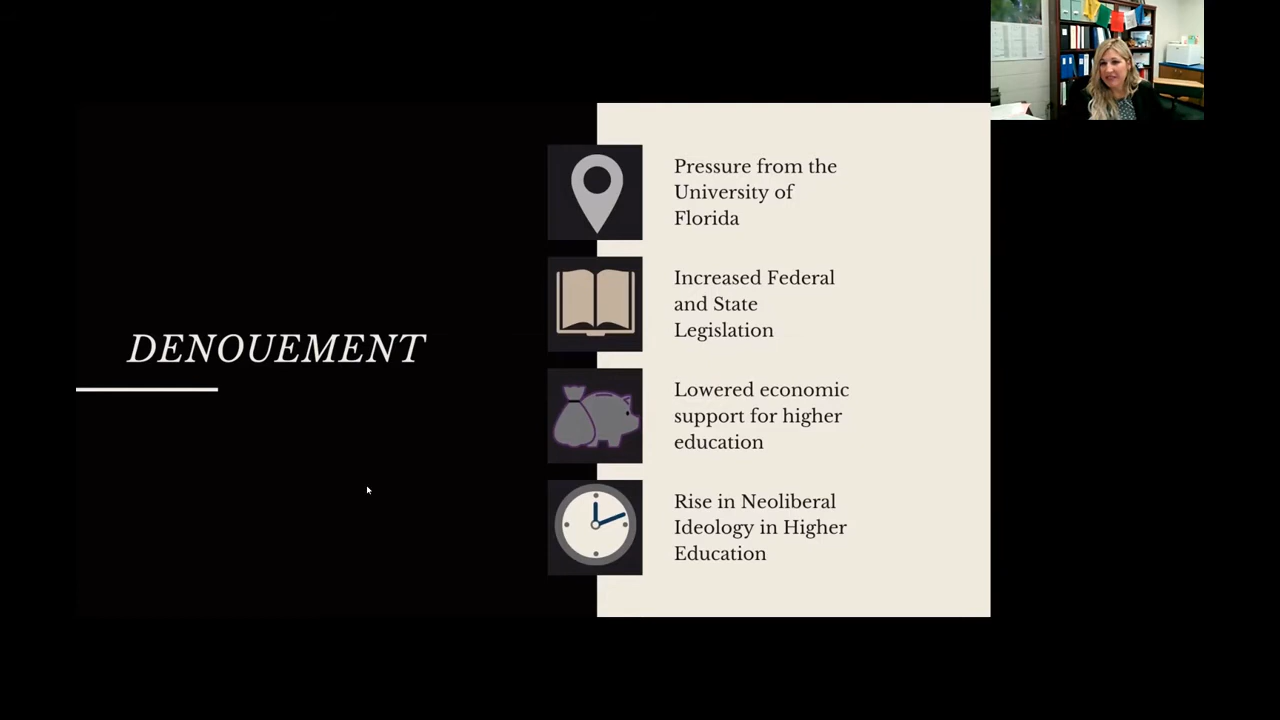 DENOUEMENT
Pressure from the
University of
Florida
Increased Federal
and State
Legislation
Lowered economic
support for higher
education
Rise in Neoliberal
Ideology in Higher
Education